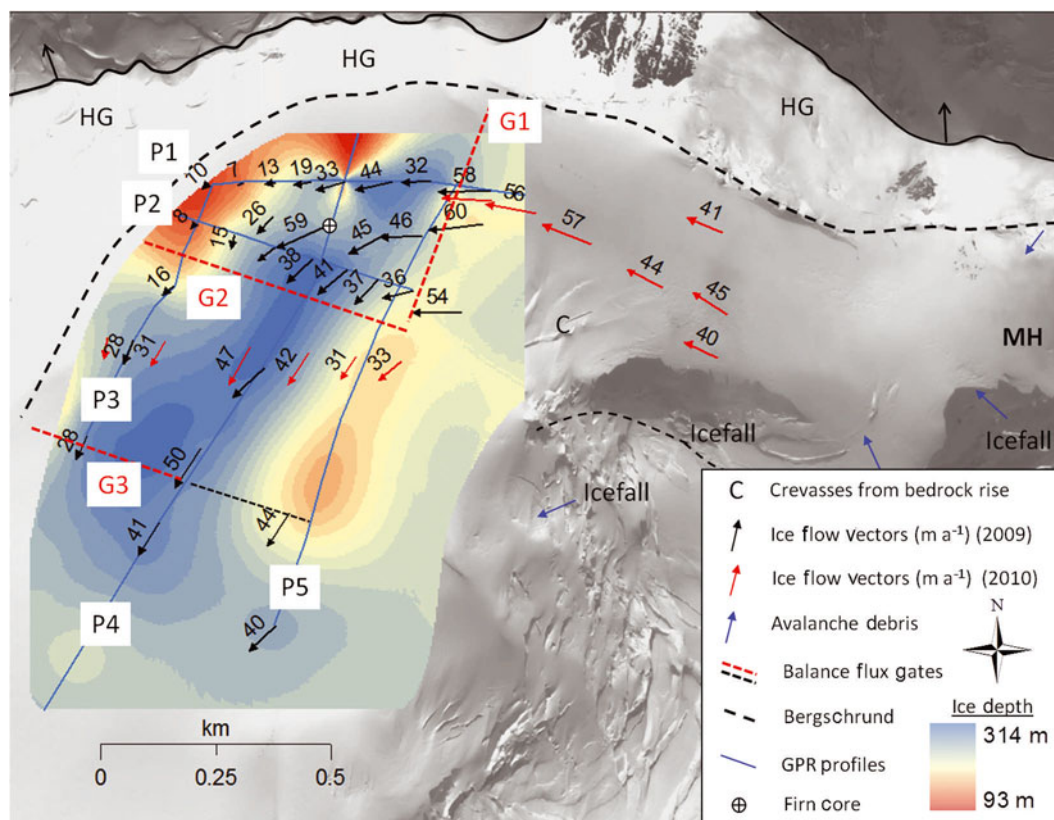 HG
HG
HG
G1
P1
10
7
13
19
33
44
32
58
56
P2
8
15
26
59
45
46
60
57
41
38
41
37
36
54
44
45
40
16
G2
C
MH
28
31
47
42
31
33
P3
28
G3
50
44
41
P5
40
P4
Icefall
Icefall
Icefall
km
0
0.25
0.5
C Crevasses from bedrock rise
Ice flow vectors (m a⁻¹) (2009)
Ice flow vectors (m a⁻¹) (2010)
N
Avalanche debris
Balance flux gates
Ice depth
Bergschrund
314 m
GPR profiles
Firn core
93 m